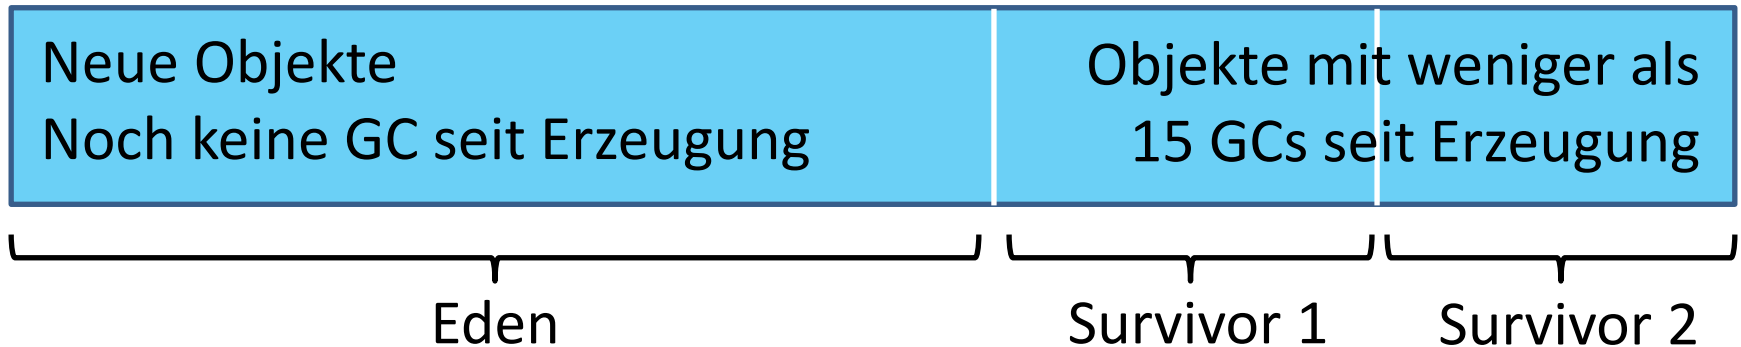 Neue Objekte
Noch keine GC seit Erzeugung
Objekte mit weniger als
15 GCs seit Erzeugung
Eden
Survivor 1
Survivor 2